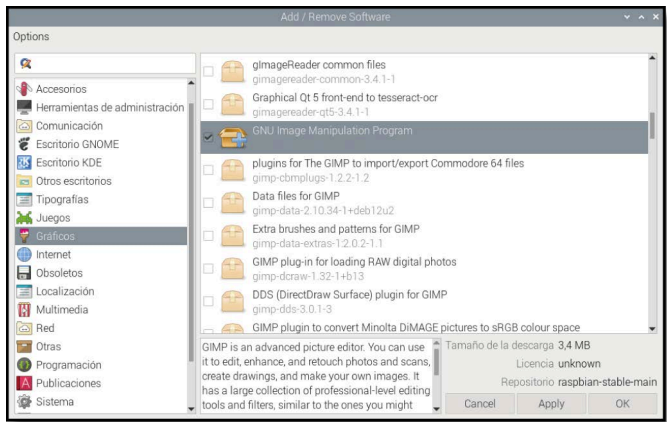 Add / Remove Software
Options
Accesorios
Herramientas de administración
Comunicación
Escritorio GNOME
Escritorio KDE
Otros escritorios
Tipografías
Juegos
Gráficos
Internet
Obsoletos
Localización
Multimedia
Red
Otras
Programación
Publicaciones
Sistema
gImageReader common files
gimagereader-common-3.4.1-1
Graphical Qt 5 front-end to tesseract-ocr
gimagereader-qt5-3.4.1-1
GNU Image Manipulation Program
plugins for The GIMP to import/export Commodore 64 files
gimp-cbmplugs-1.2.2-1.2
Data files for GIMP
gimp-data-2.10.34-1+deb12u2
Extra brushes and patterns for GIMP
gimp-data-extras-1:2.0.2-1.1
GIMP plug-in for loading RAW digital photos
gimp-dcraw-1.32-1+b13
DDS (DirectDraw Surface) plugin for GIMP
gimp-dds-3.0.1-3
GIMP plugin to convert Minolta DiMAGE pictures to sRGB colour space
GIMP is an advanced picture editor. You can use
it to edit, enhance, and retouch photos and scans,
create drawings, and make your own images. It
has a large collection of professional-level editing
tools and filters, similar to the ones you might
Tamaño de la descarga 3,4 MB
Licencia unknown
Repositorio raspbian-stable-main
Cancel
Apply
OK